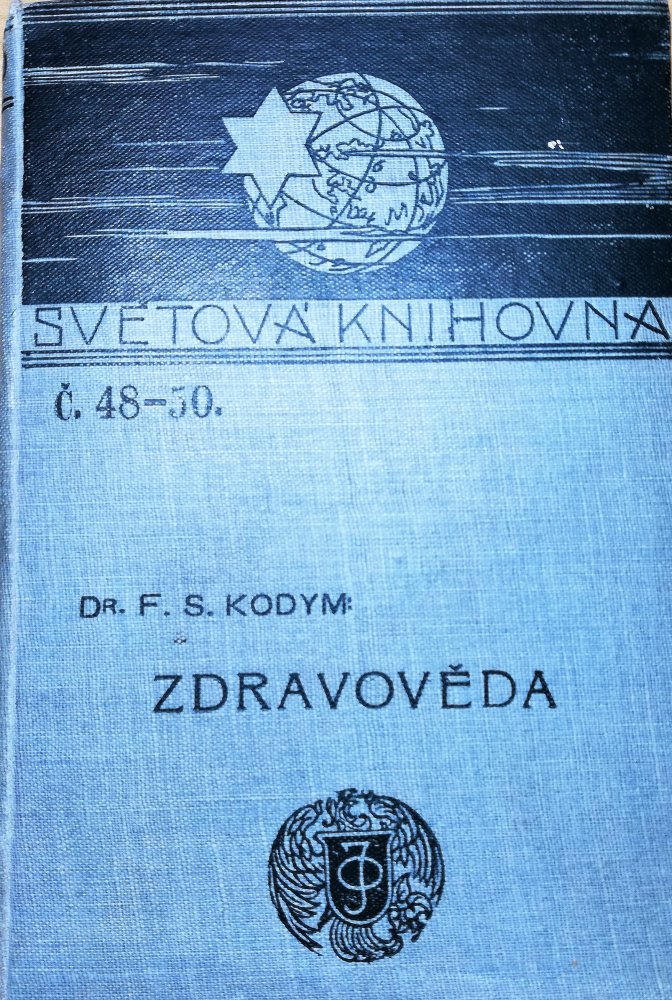 SVĚTOVÁ KNIHOVNA
Č. 48-50.
DR. F. S. KODYM:
ZDRAVOVĚDA